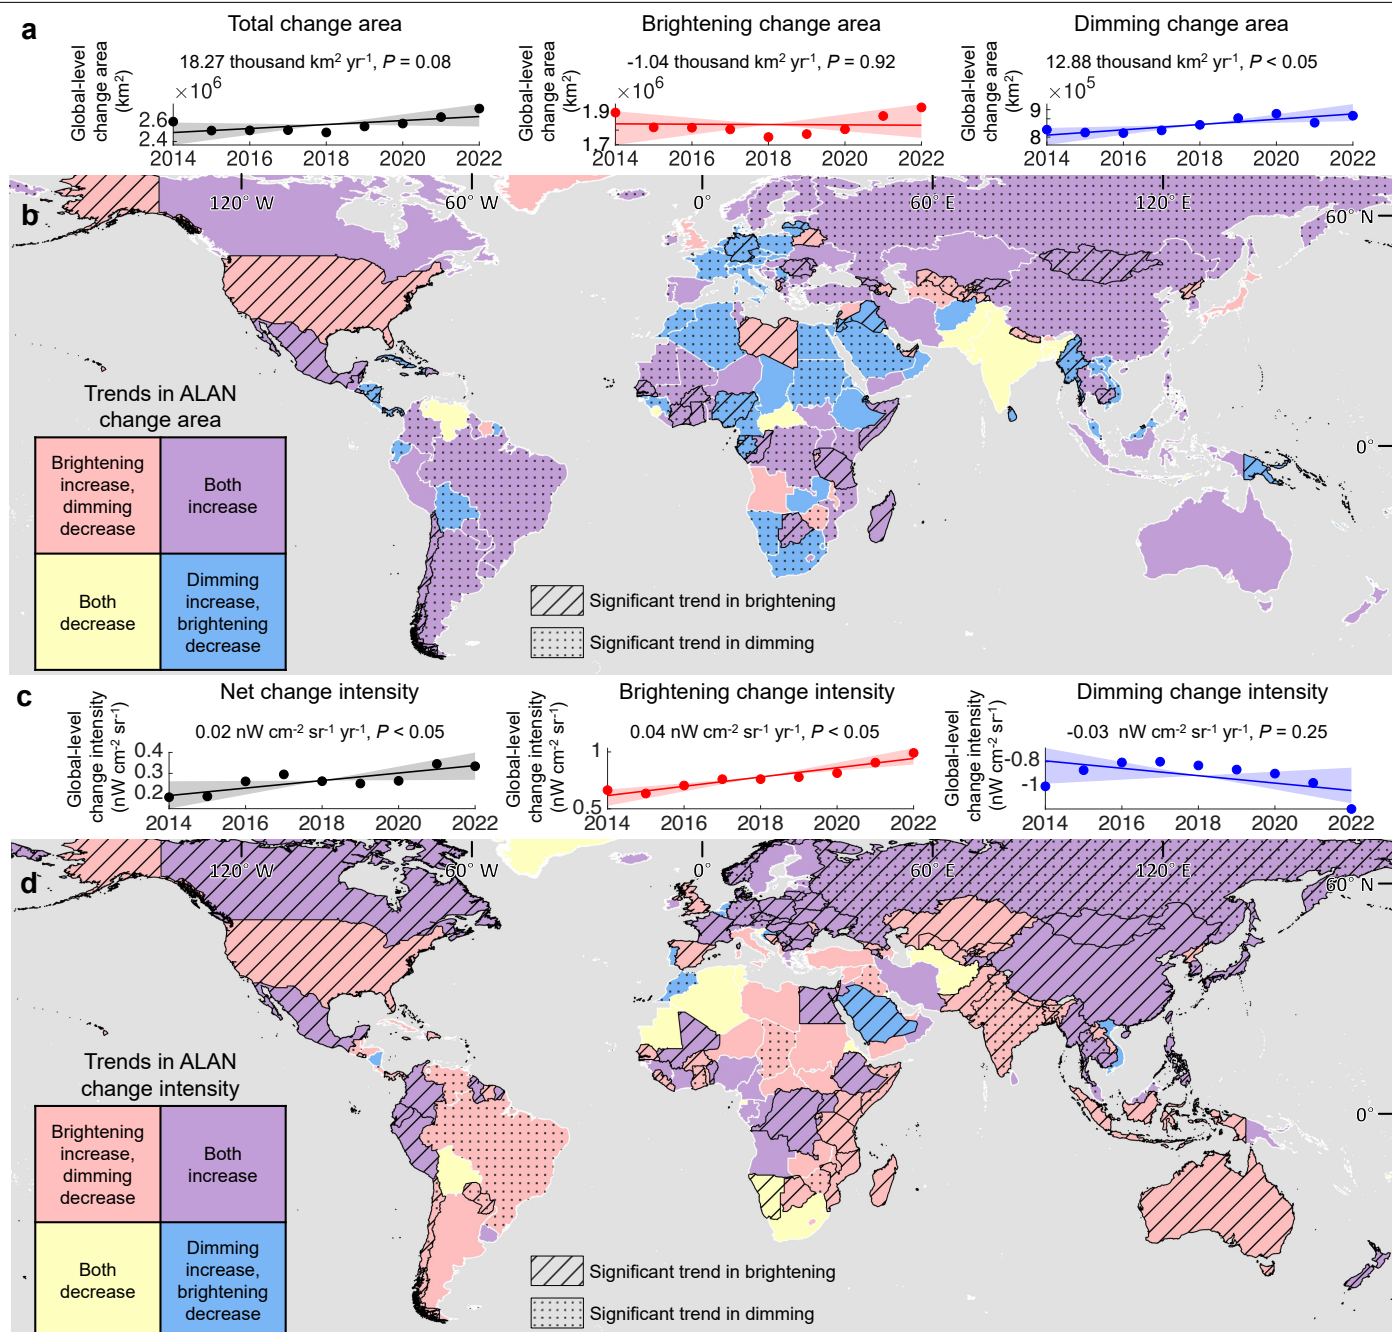 a
Total change area
Brightening change area
Dimming change area
Global-level
change area
(km2)
18.27 thousand km2 yr-1, P = 0.08
×10^6
2.6
2.4
2014 2016 2018 2020 2022
Global-level
change area
(km2)
-1.04 thousand km2 yr-1, P = 0.92
×10^6
1.9
1.7
2014 2016 2018 2020 2022
Global-level
change area
(km2)
12.88 thousand km2 yr-1, P < 0.05
×10^5
9
8
2014 2016 2018 2020 2022
b
120° W
60° W
0°
60° E
120° E
60° N
0°
Trends in ALAN
change area
Brightening
increase,
dimming
decrease
Both
increase
Both
decrease
Dimming
increase,
brightening
decrease
Significant trend in brightening
Significant trend in dimming
c
Net change intensity
Brightening change intensity
Dimming change intensity
Global-level
change intensity
(nW cm-2 sr-1)
0.02 nW cm-2 sr-1 yr-1, P < 0.05
0.4
0.3
0.2
2014 2016 2018 2020 2022
Global-level
change intensity
(nW cm-2 sr-1)
0.04 nW cm-2 sr-1 yr-1, P < 0.05
1
0.5
2014 2016 2018 2020 2022
Global-level
change intensity
(nW cm-2 sr-1)
-0.03 nW cm-2 sr-1 yr-1, P = 0.25
-0.8
-1
2014 2016 2018 2020 2022
d
120° W
60° W
0°
60° E
120° E
60° N
0°
Trends in ALAN
change intensity
Brightening
increase,
dimming
decrease
Both
increase
Both
decrease
Dimming
increase,
brightening
decrease
Significant trend in brightening
Significant trend in dimming